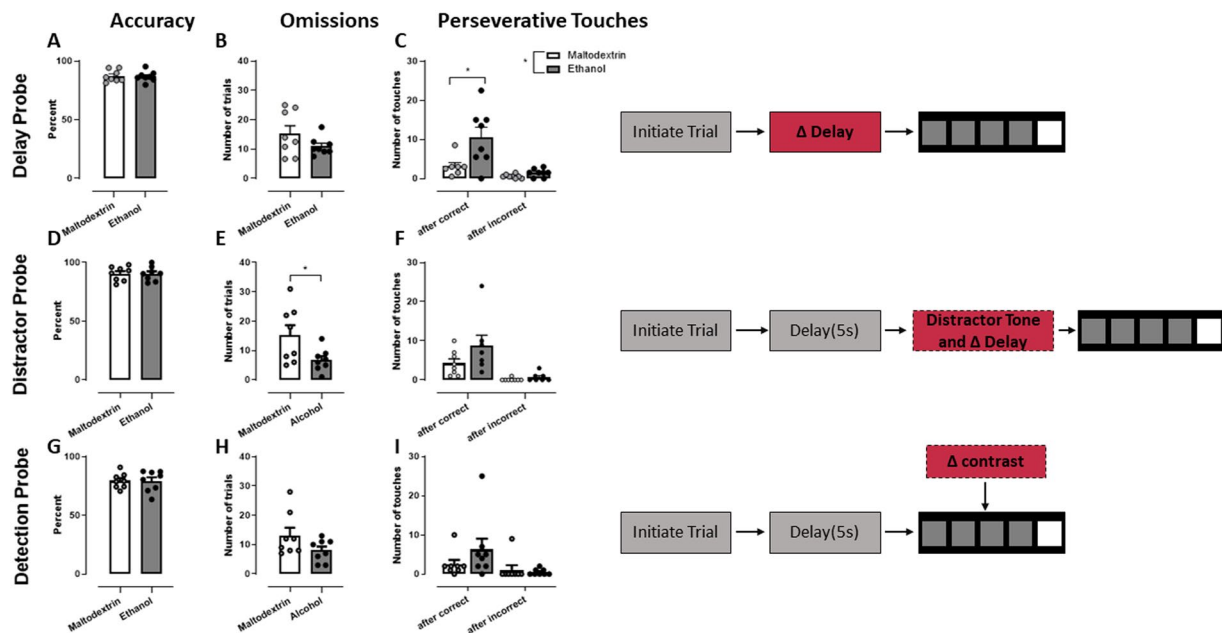 Accuracy
Omissions
Perseverative Touches
Delay Probe
A
Percent
100
50
0
Maltodextrin
Ethanol
B
Number of trials
40
30
20
10
0
Maltodextrin
Ethanol
C
Number of touches
30
20
10
0
*
after correct
after incorrect
*
Maltodextrin
Ethanol
Initiate Trial
Δ Delay
Distractor Probe
D
Percent
100
50
0
Maltodextrin
Ethanol
E
Number of trials
40
30
20
10
0
*
Maltodextrin
Alcohol
F
Number of touches
30
20
10
0
after correct
after incorrect
Initiate Trial
Delay(5s)
Distractor Tone
and Δ Delay
Detection Probe
G
Percent
100
50
0
Maltodextrin
Ethanol
H
Number of trials
40
30
20
10
0
Maltodextrin
Alcohol
I
Number of touches
30
20
10
0
after correct
after incorrect
Δ contrast
Initiate Trial
Delay(5s)